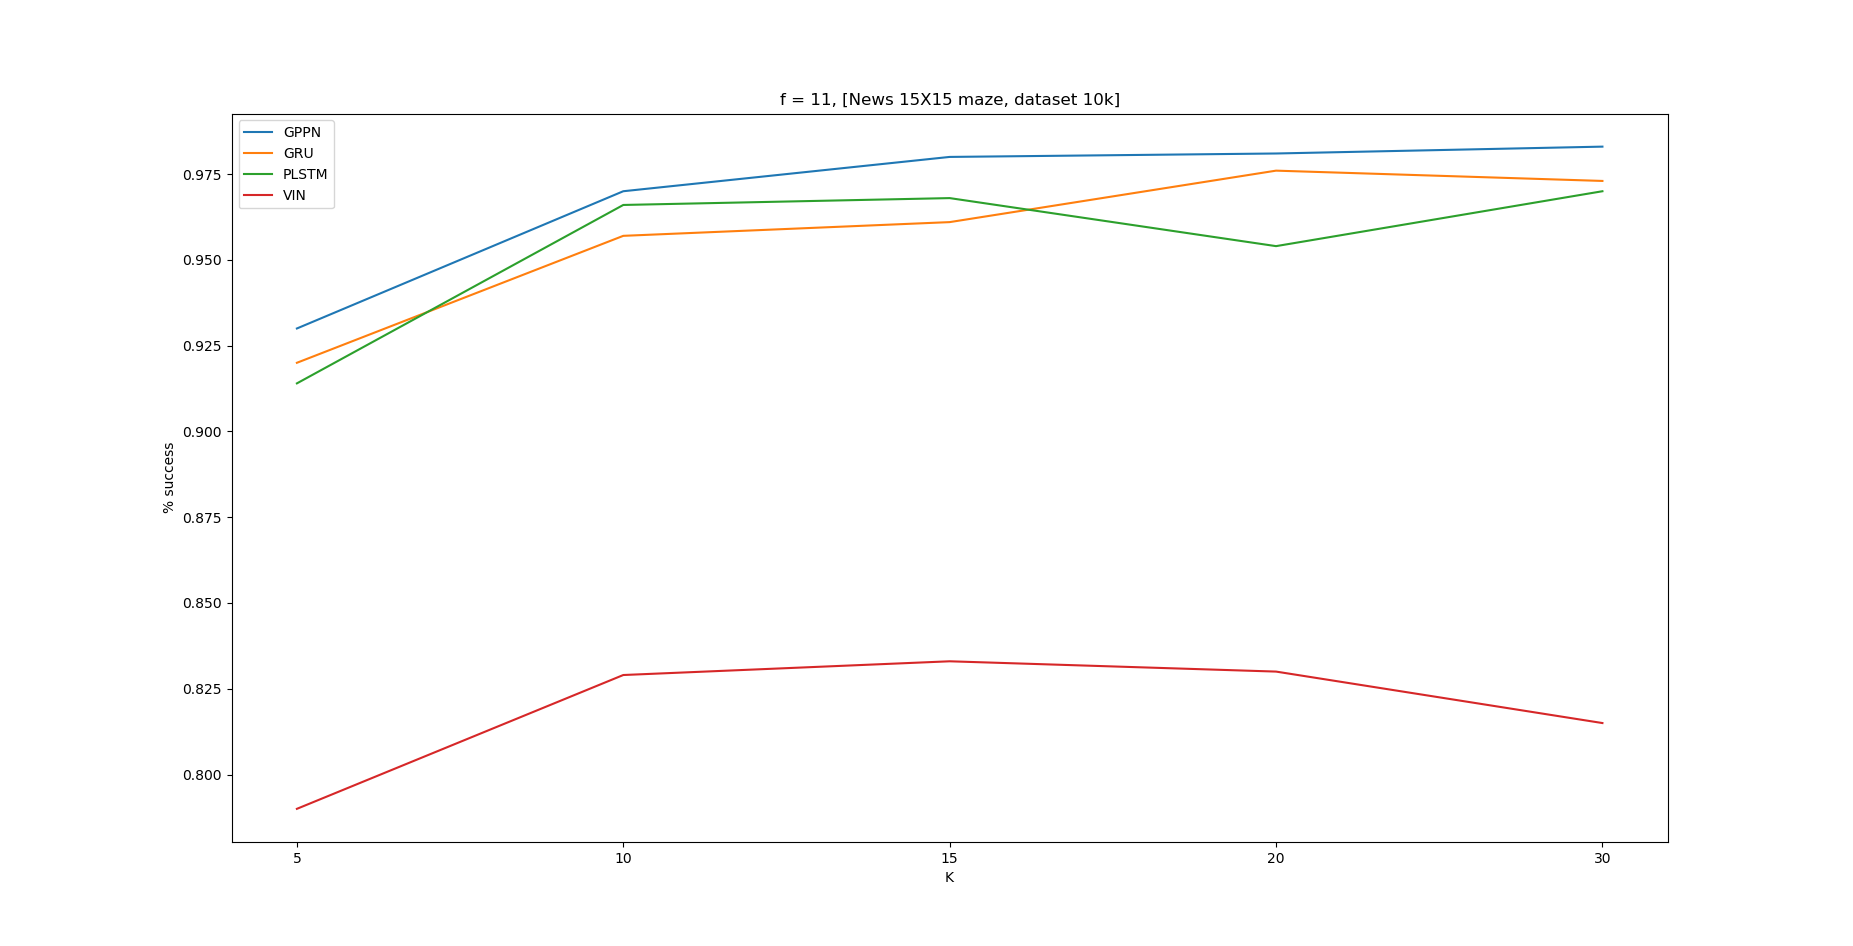 f = 11, [News 15X15 maze, dataset 10k]
GPPN
GRU
PLSTM
VIN
% success
0.975
0.950
0.925
0.900
0.875
0.850
0.825
0.800
5 10 15 20 30
K